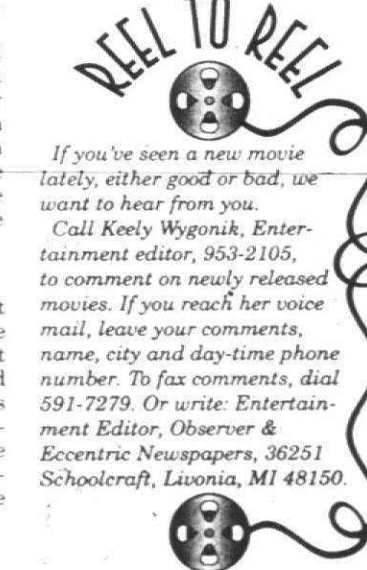 REEL TO REEL
If you've seen a new movie
lately, either good or bad, we
want to hear from you.
Call Keely Wygonik, Enter-
tainment editor, 953-2105,
to comment on newly released
movies. If you reach her voice
mail, leave your comments,
name, city and day-time phone
number. To fax comments, dial
591-7279. Or write: Entertain-
ment Editor, Observer &
Eccentric Newspapers, 36251
Schoolcraft, Livonia, MI 48150.